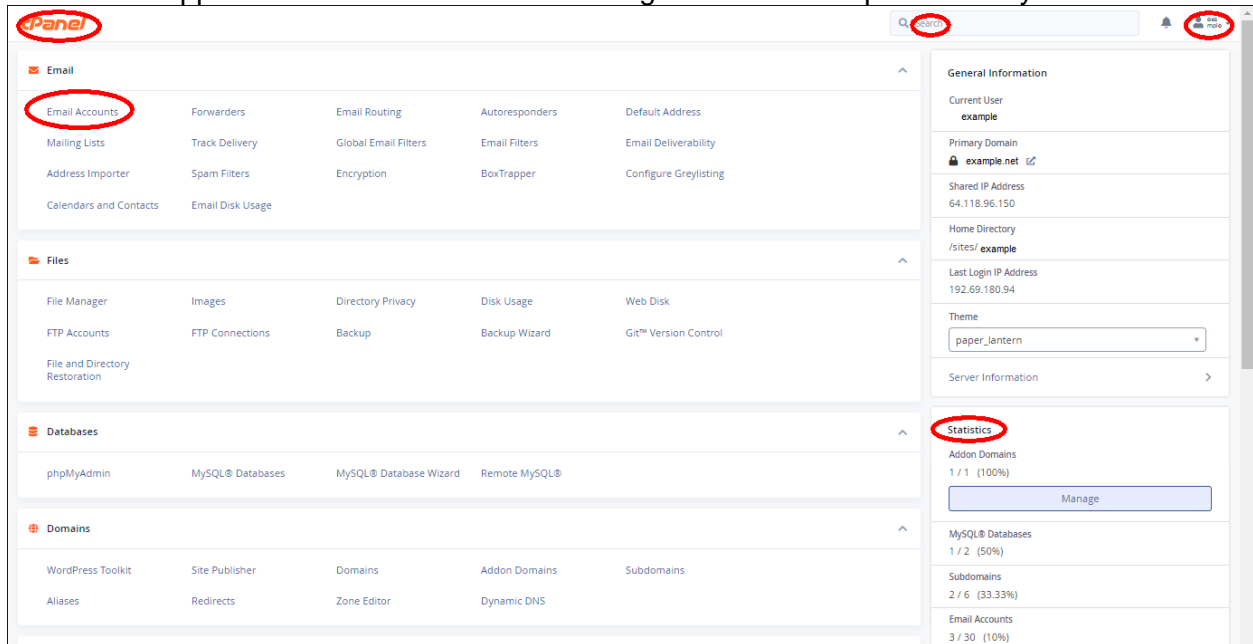 cPanel
Search
exa
mple
Email
Email Accounts Forwarders Email Routing Autoresponders Default Address
Mailing Lists Track Delivery Global Email Filters Email Filters Email Deliverability
Address Importer Spam Filters Encryption BoxTrapper Configure Greylisting
Calendars and Contacts Email Disk Usage
Files
File Manager Images Directory Privacy Disk Usage Web Disk
FTP Accounts FTP Connections Backup Backup Wizard Git™ Version Control
File and Directory
Restoration
Databases
phpMyAdmin MySQL® Databases MySQL® Database Wizard Remote MySQL®
Domains
WordPress Toolkit Site Publisher Domains Addon Domains Subdomains
Aliases Redirects Zone Editor Dynamic DNS
General Information
Current User
example
Primary Domain
example.net
Shared IP Address
64.118.96.150
Home Directory
/sites/ example
Last Login IP Address
192.69.180.94
Theme
paper_lantern
Server Information
Statistics
Addon Domains
1 / 1 (100%)
Manage
MySQL® Databases
1 / 2 (50%)
Subdomains
2 / 6 (33.33%)
Email Accounts
3 / 30 (10%)